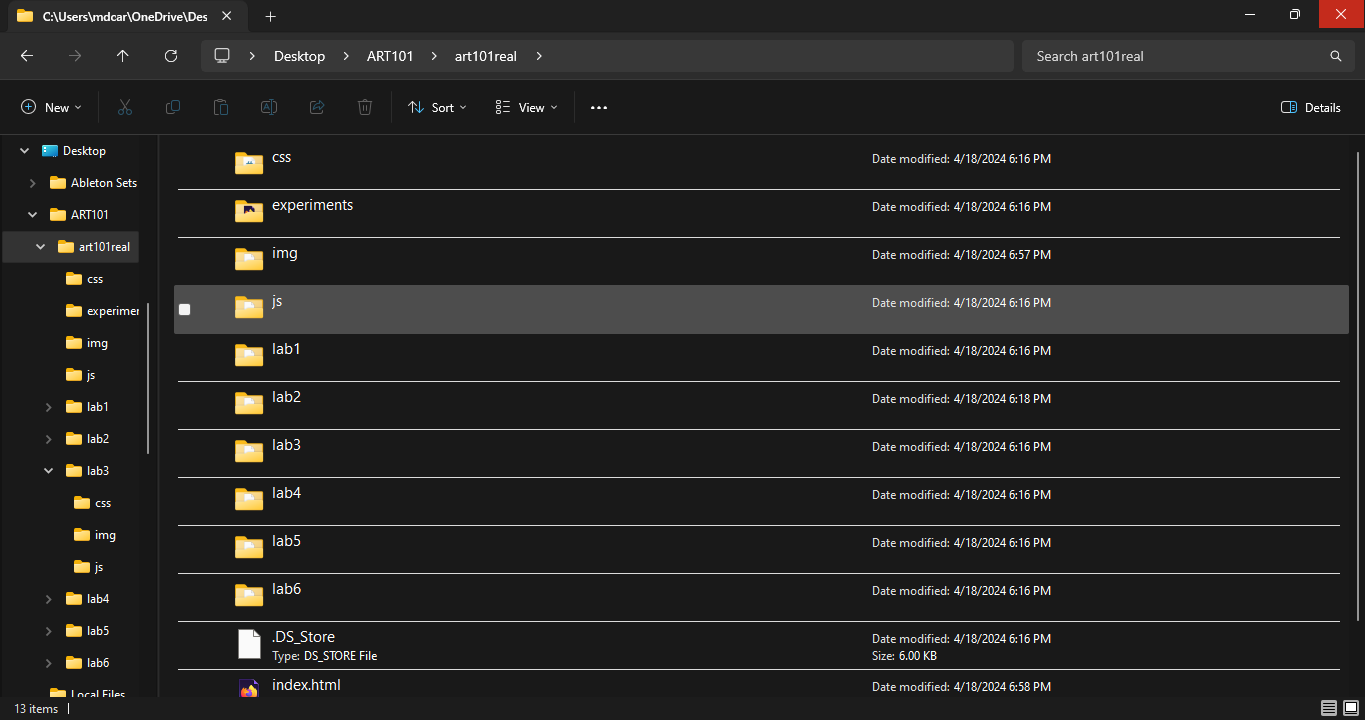 C:\Users\mdcar\OneDrive\Des
Desktop > ART101 > art101real >
Search art101real
New
Sort
View
Details
Desktop
Ableton Sets
ART101
art101real
css
experimen
img
js
lab1
lab2
lab3
css
img
js
lab4
lab5
lab6
Local Files
css Date modified: 4/18/2024 6:16 PM
experiments Date modified: 4/18/2024 6:16 PM
img Date modified: 4/18/2024 6:57 PM
js Date modified: 4/18/2024 6:16 PM
lab1 Date modified: 4/18/2024 6:16 PM
lab2 Date modified: 4/18/2024 6:18 PM
lab3 Date modified: 4/18/2024 6:16 PM
lab4 Date modified: 4/18/2024 6:16 PM
lab5 Date modified: 4/18/2024 6:16 PM
lab6 Date modified: 4/18/2024 6:16 PM
.DS_Store Date modified: 4/18/2024 6:16 PM
Type: DS_STORE File Size: 6.00 KB
index.html Date modified: 4/18/2024 6:58 PM
13 items